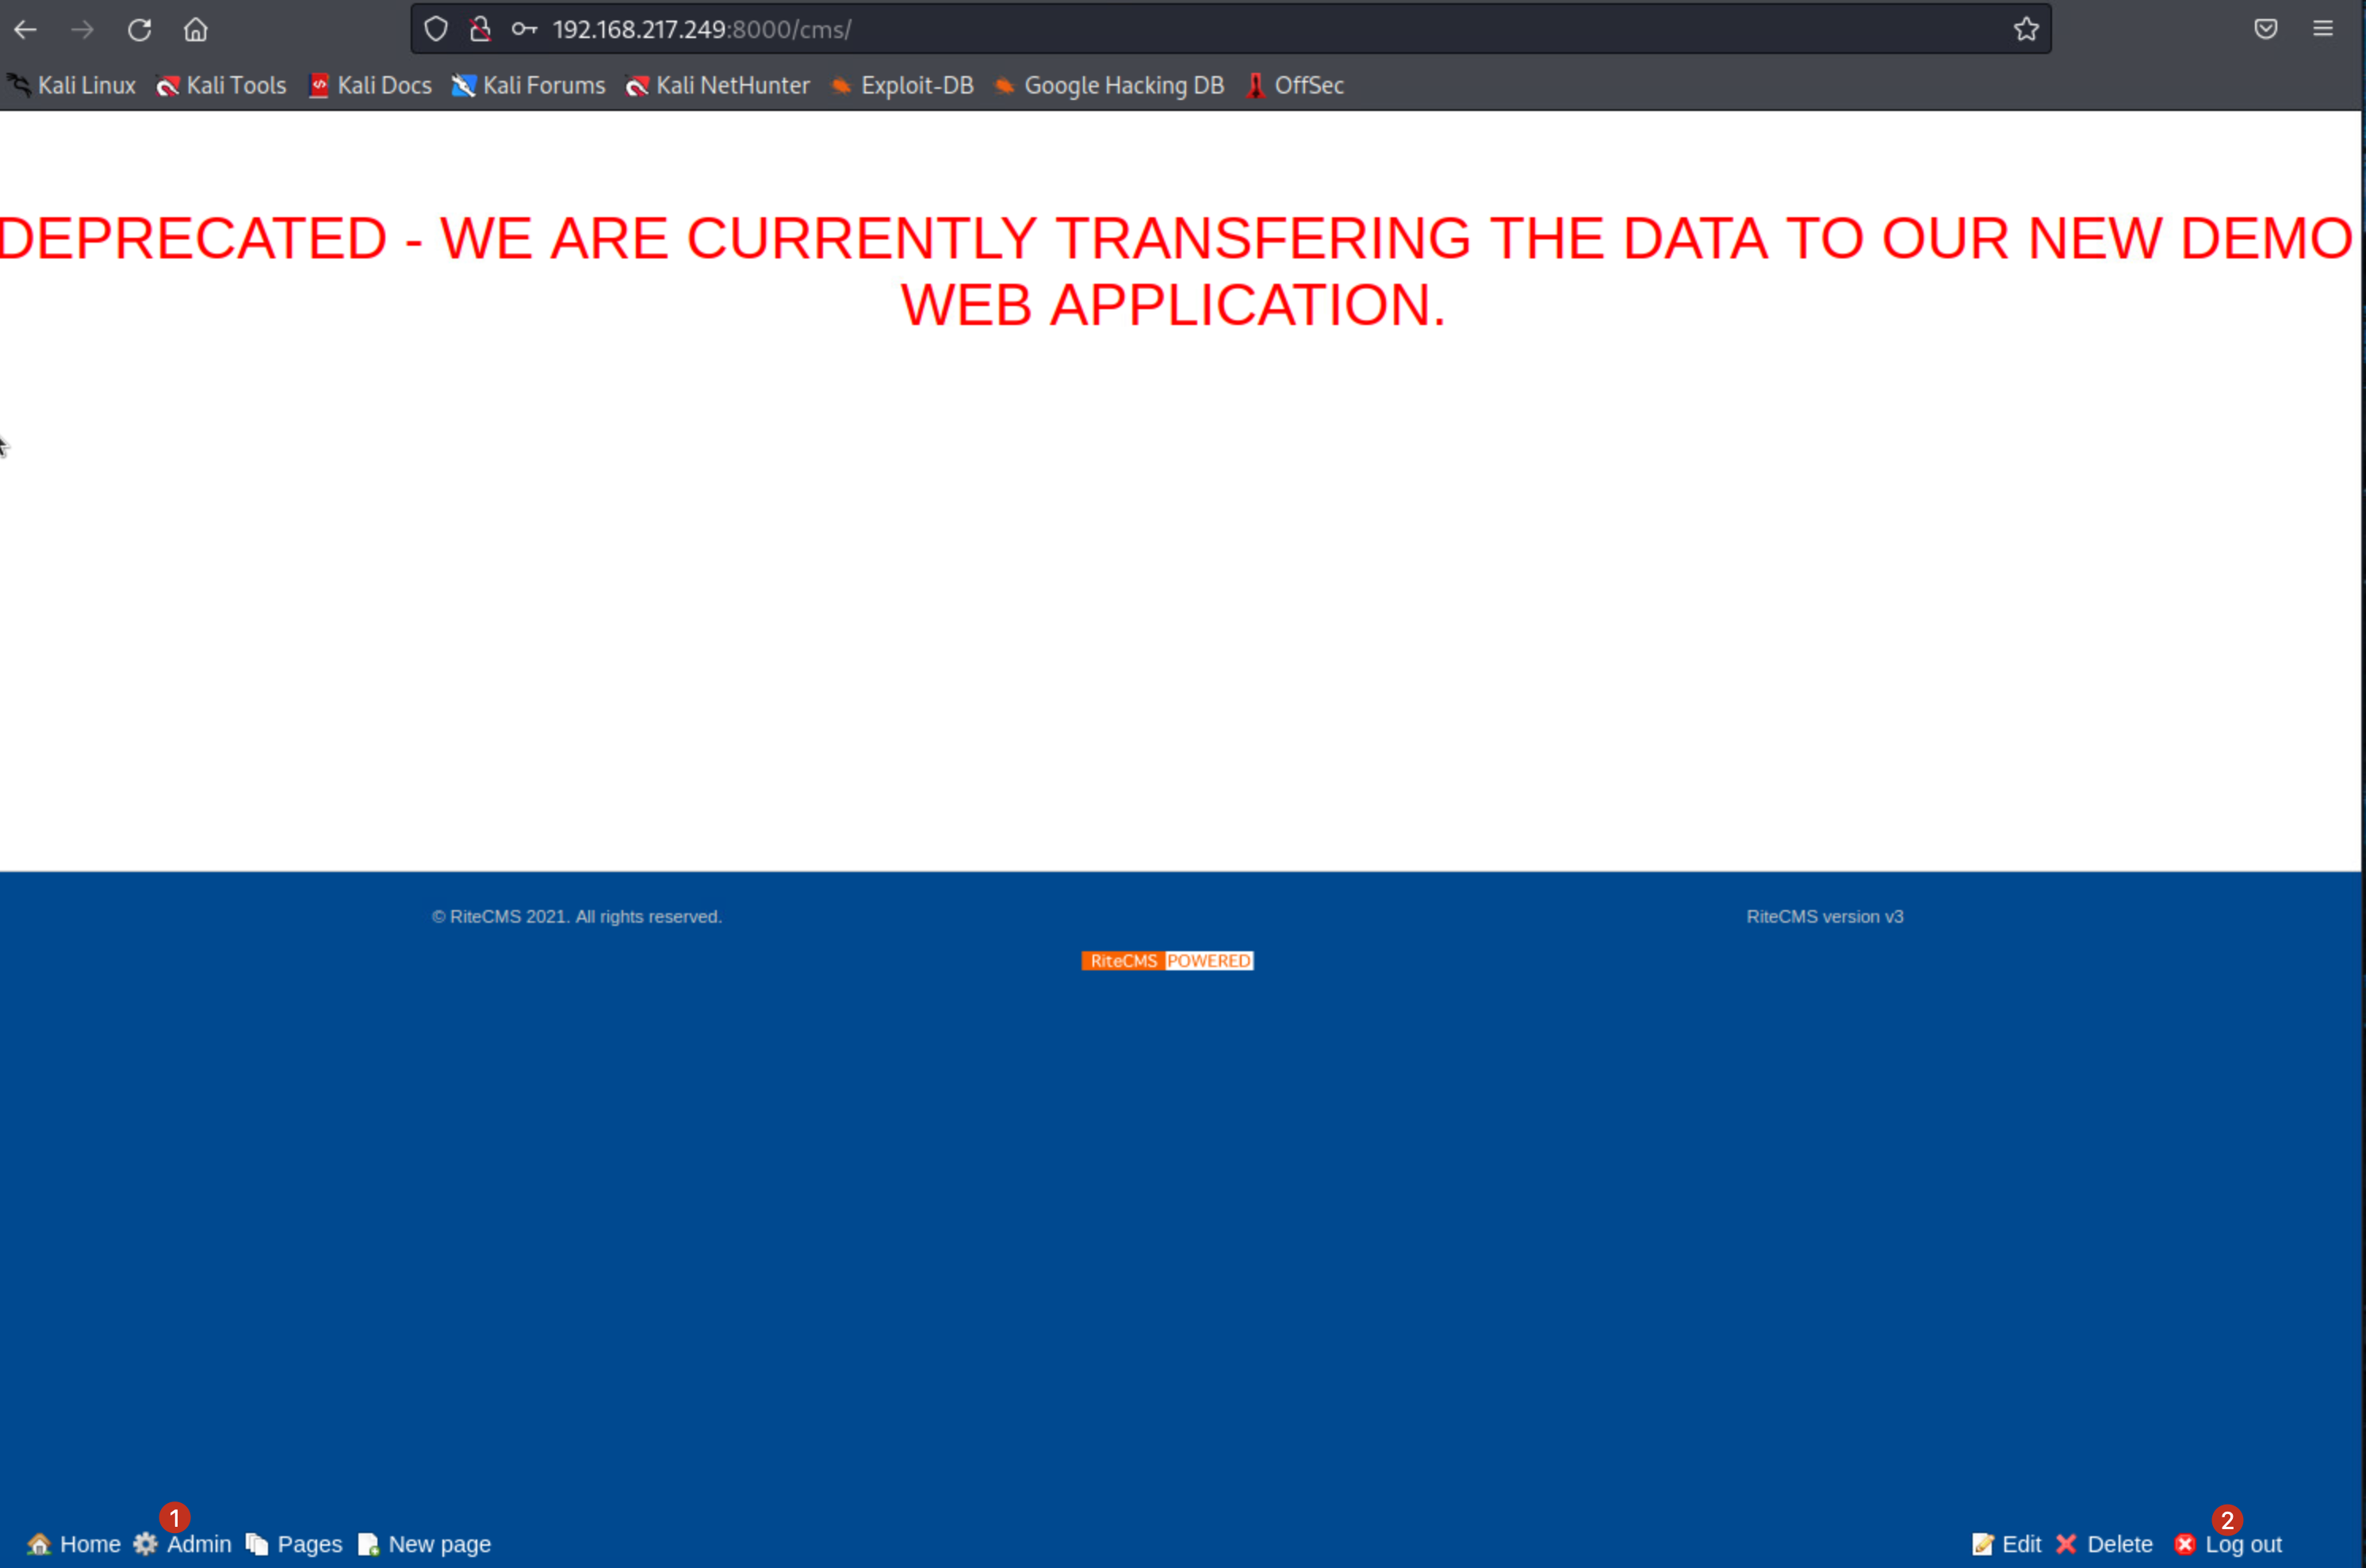 192.168.217.249:8000/cms/
Kali Linux Kali Tools Kali Docs Kali Forums Kali NetHunter Exploit-DB Google Hacking DB OffSec
DEPRECATED - WE ARE CURRENTLY TRANSFERING THE DATA TO OUR NEW DEMO
WEB APPLICATION.
© RiteCMS 2021. All rights reserved. RiteCMS version v3
RiteCMS POWERED
1 2
Home Admin Pages New page Edit Delete Log out